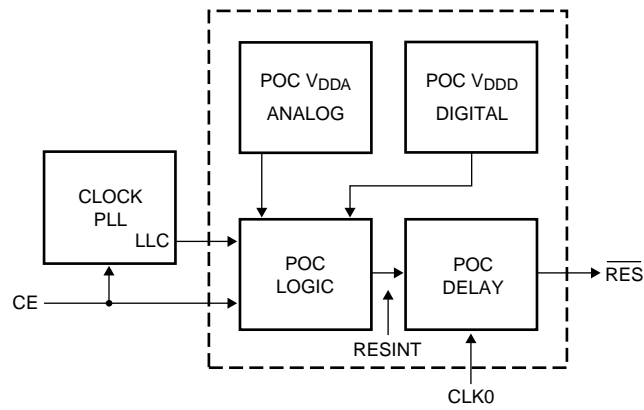 POC VDDA
ANALOG
POC VDDD
DIGITAL
CLOCK
PLL
LLC
POC
LOGIC
POC
DELAY
CE
RES
RESINT
CLK0